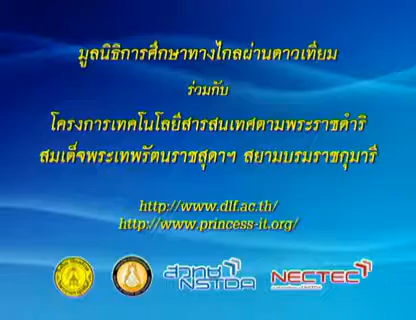 มูลนิธิการศึกษาทางไกลผ่านดาวเทียม
ร่วมกับ
โครงการเทคโนโลยีสารสนเทศตามพระราชดำริ
สมเด็จพระเทพรัตนราชสุดาฯ สยามบรมราชกุมารี
http://www.dlf.ac.th/
http://www.princess-it.org/
สวทช
NSTDA
NECTEC